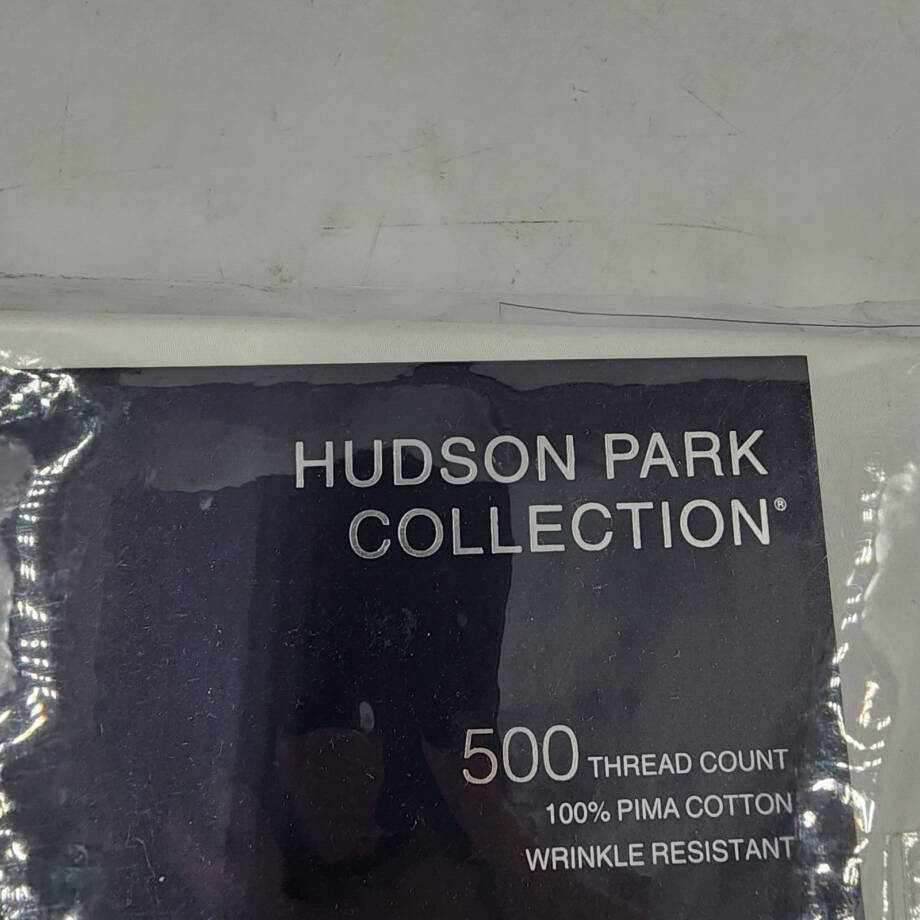 HUDSON PARK
COLLECTION®
500 THREAD COUNT
100% PIMA COTTON
WRINKLE RESISTANT